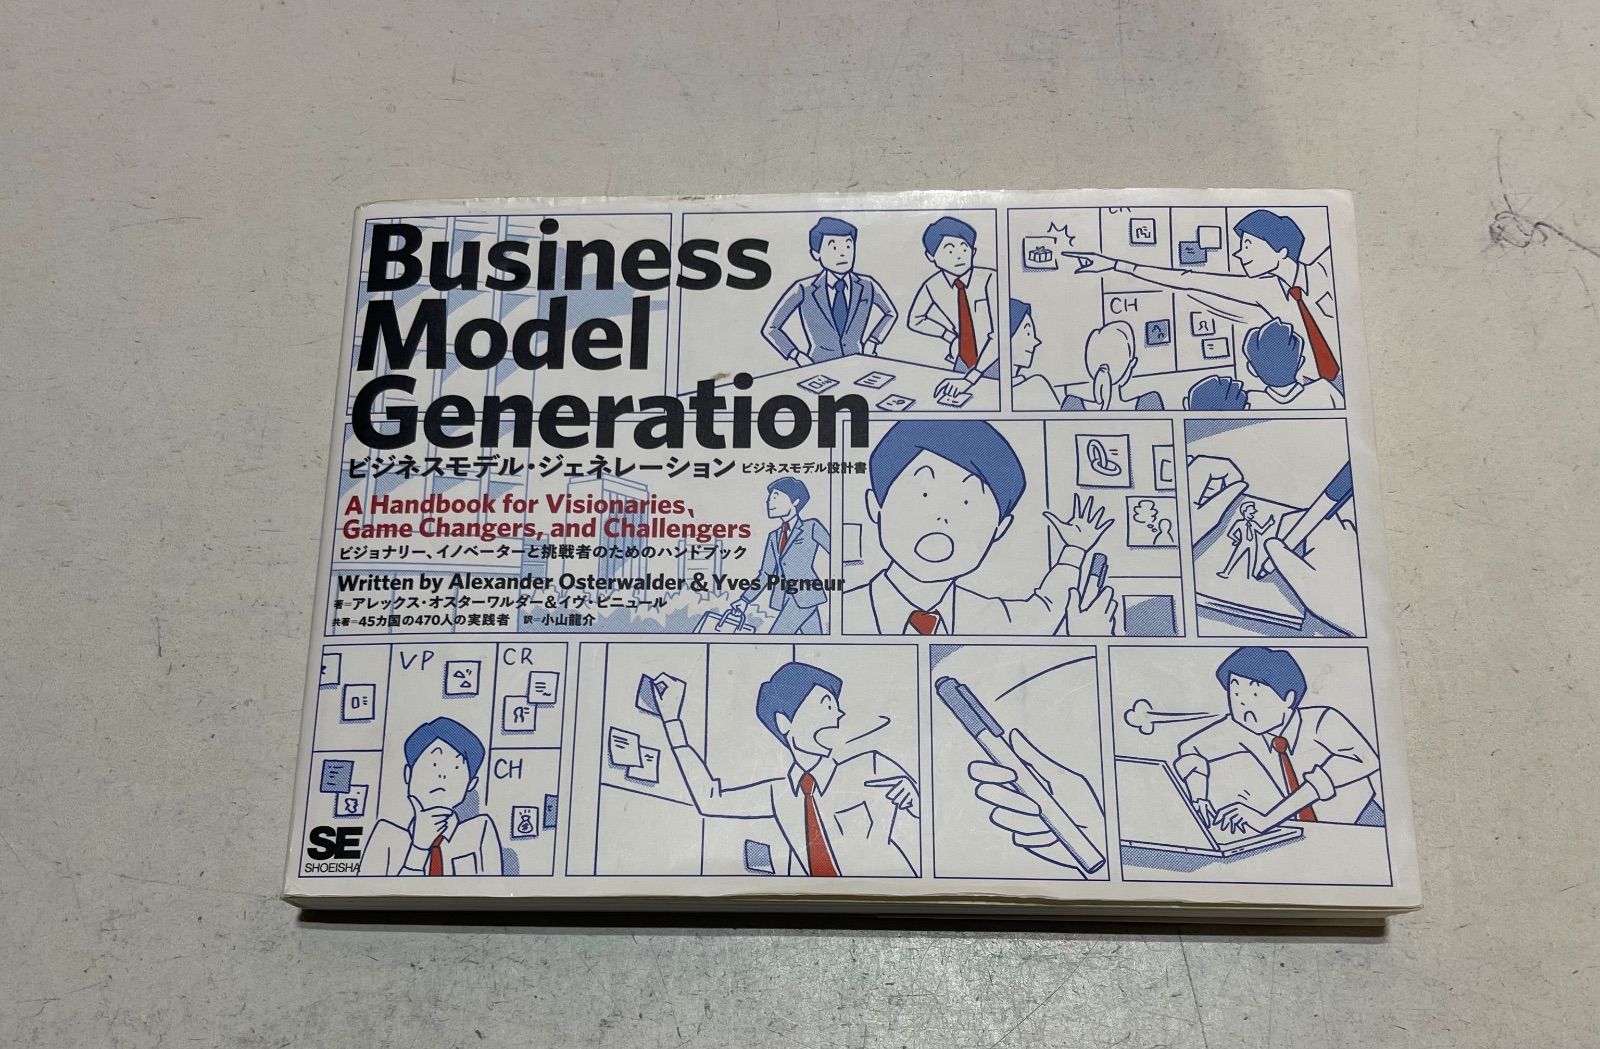 Business
Model
Generation
ビジネスモデル・ジェネレーション ビジネスモデル設計書
A Handbook for Visionaries、
Game Changers, and Challengers
ビジョナリー、イノベーターと挑戦者のためのハンドブック
Written by Alexander Osterwalder & Yves Pigneur
著=アレックス・オスターワルダー&イヴ・ピニュール
共著=45カ国の470人の実践者 訳=小山龍介
CR
CH
VP
CR
CH
SE
SHOEISHA